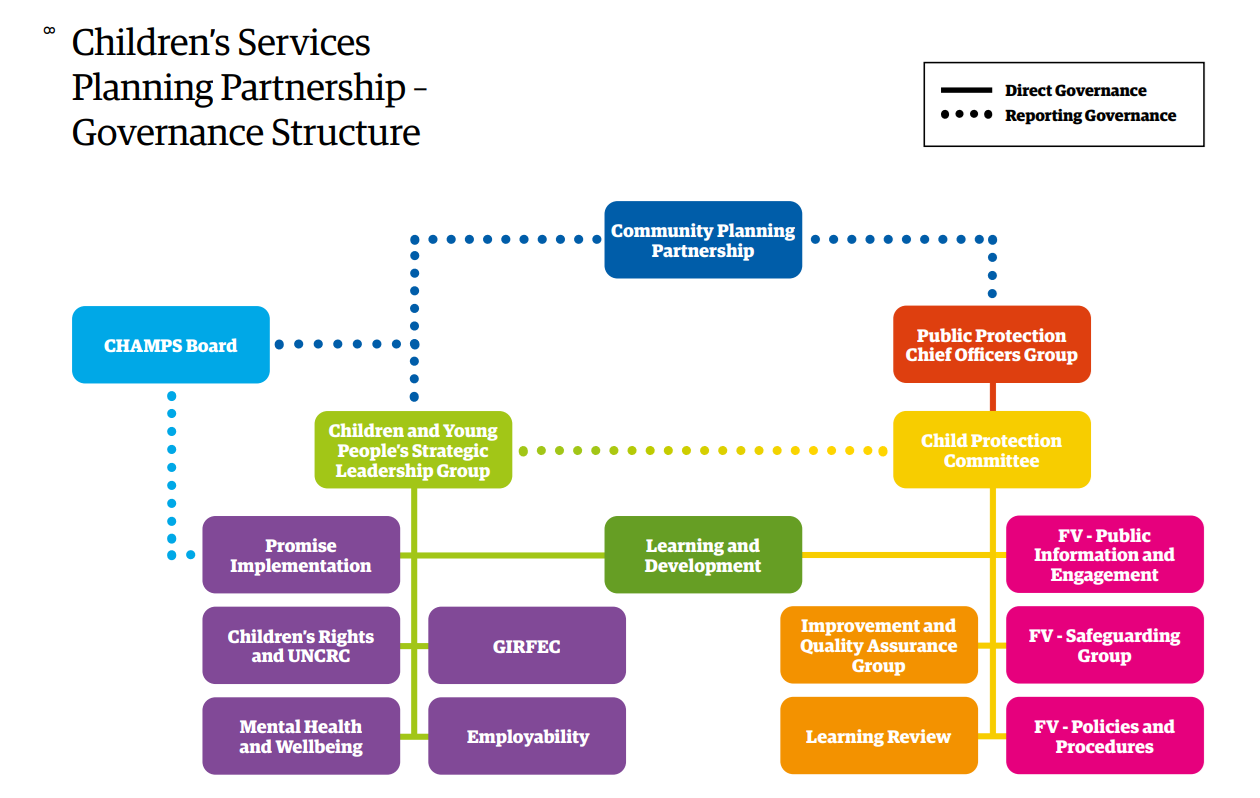 8
Children’s Services
Planning Partnership –
Governance Structure
Direct Governance
Reporting Governance
Community Planning
Partnership
CHAMPS Board
Public Protection
Chief Officers Group
Children and Young
People’s Strategic
Leadership Group
Child Protection
Committee
Promise
Implementation
Learning and
Development
FV - Public
Information and
Engagement
Children’s Rights
and UNCRC
GIRFEC
Improvement and
Quality Assurance
Group
FV - Safeguarding
Group
Mental Health
and Wellbeing
Employability
Learning Review
FV - Policies and
Procedures